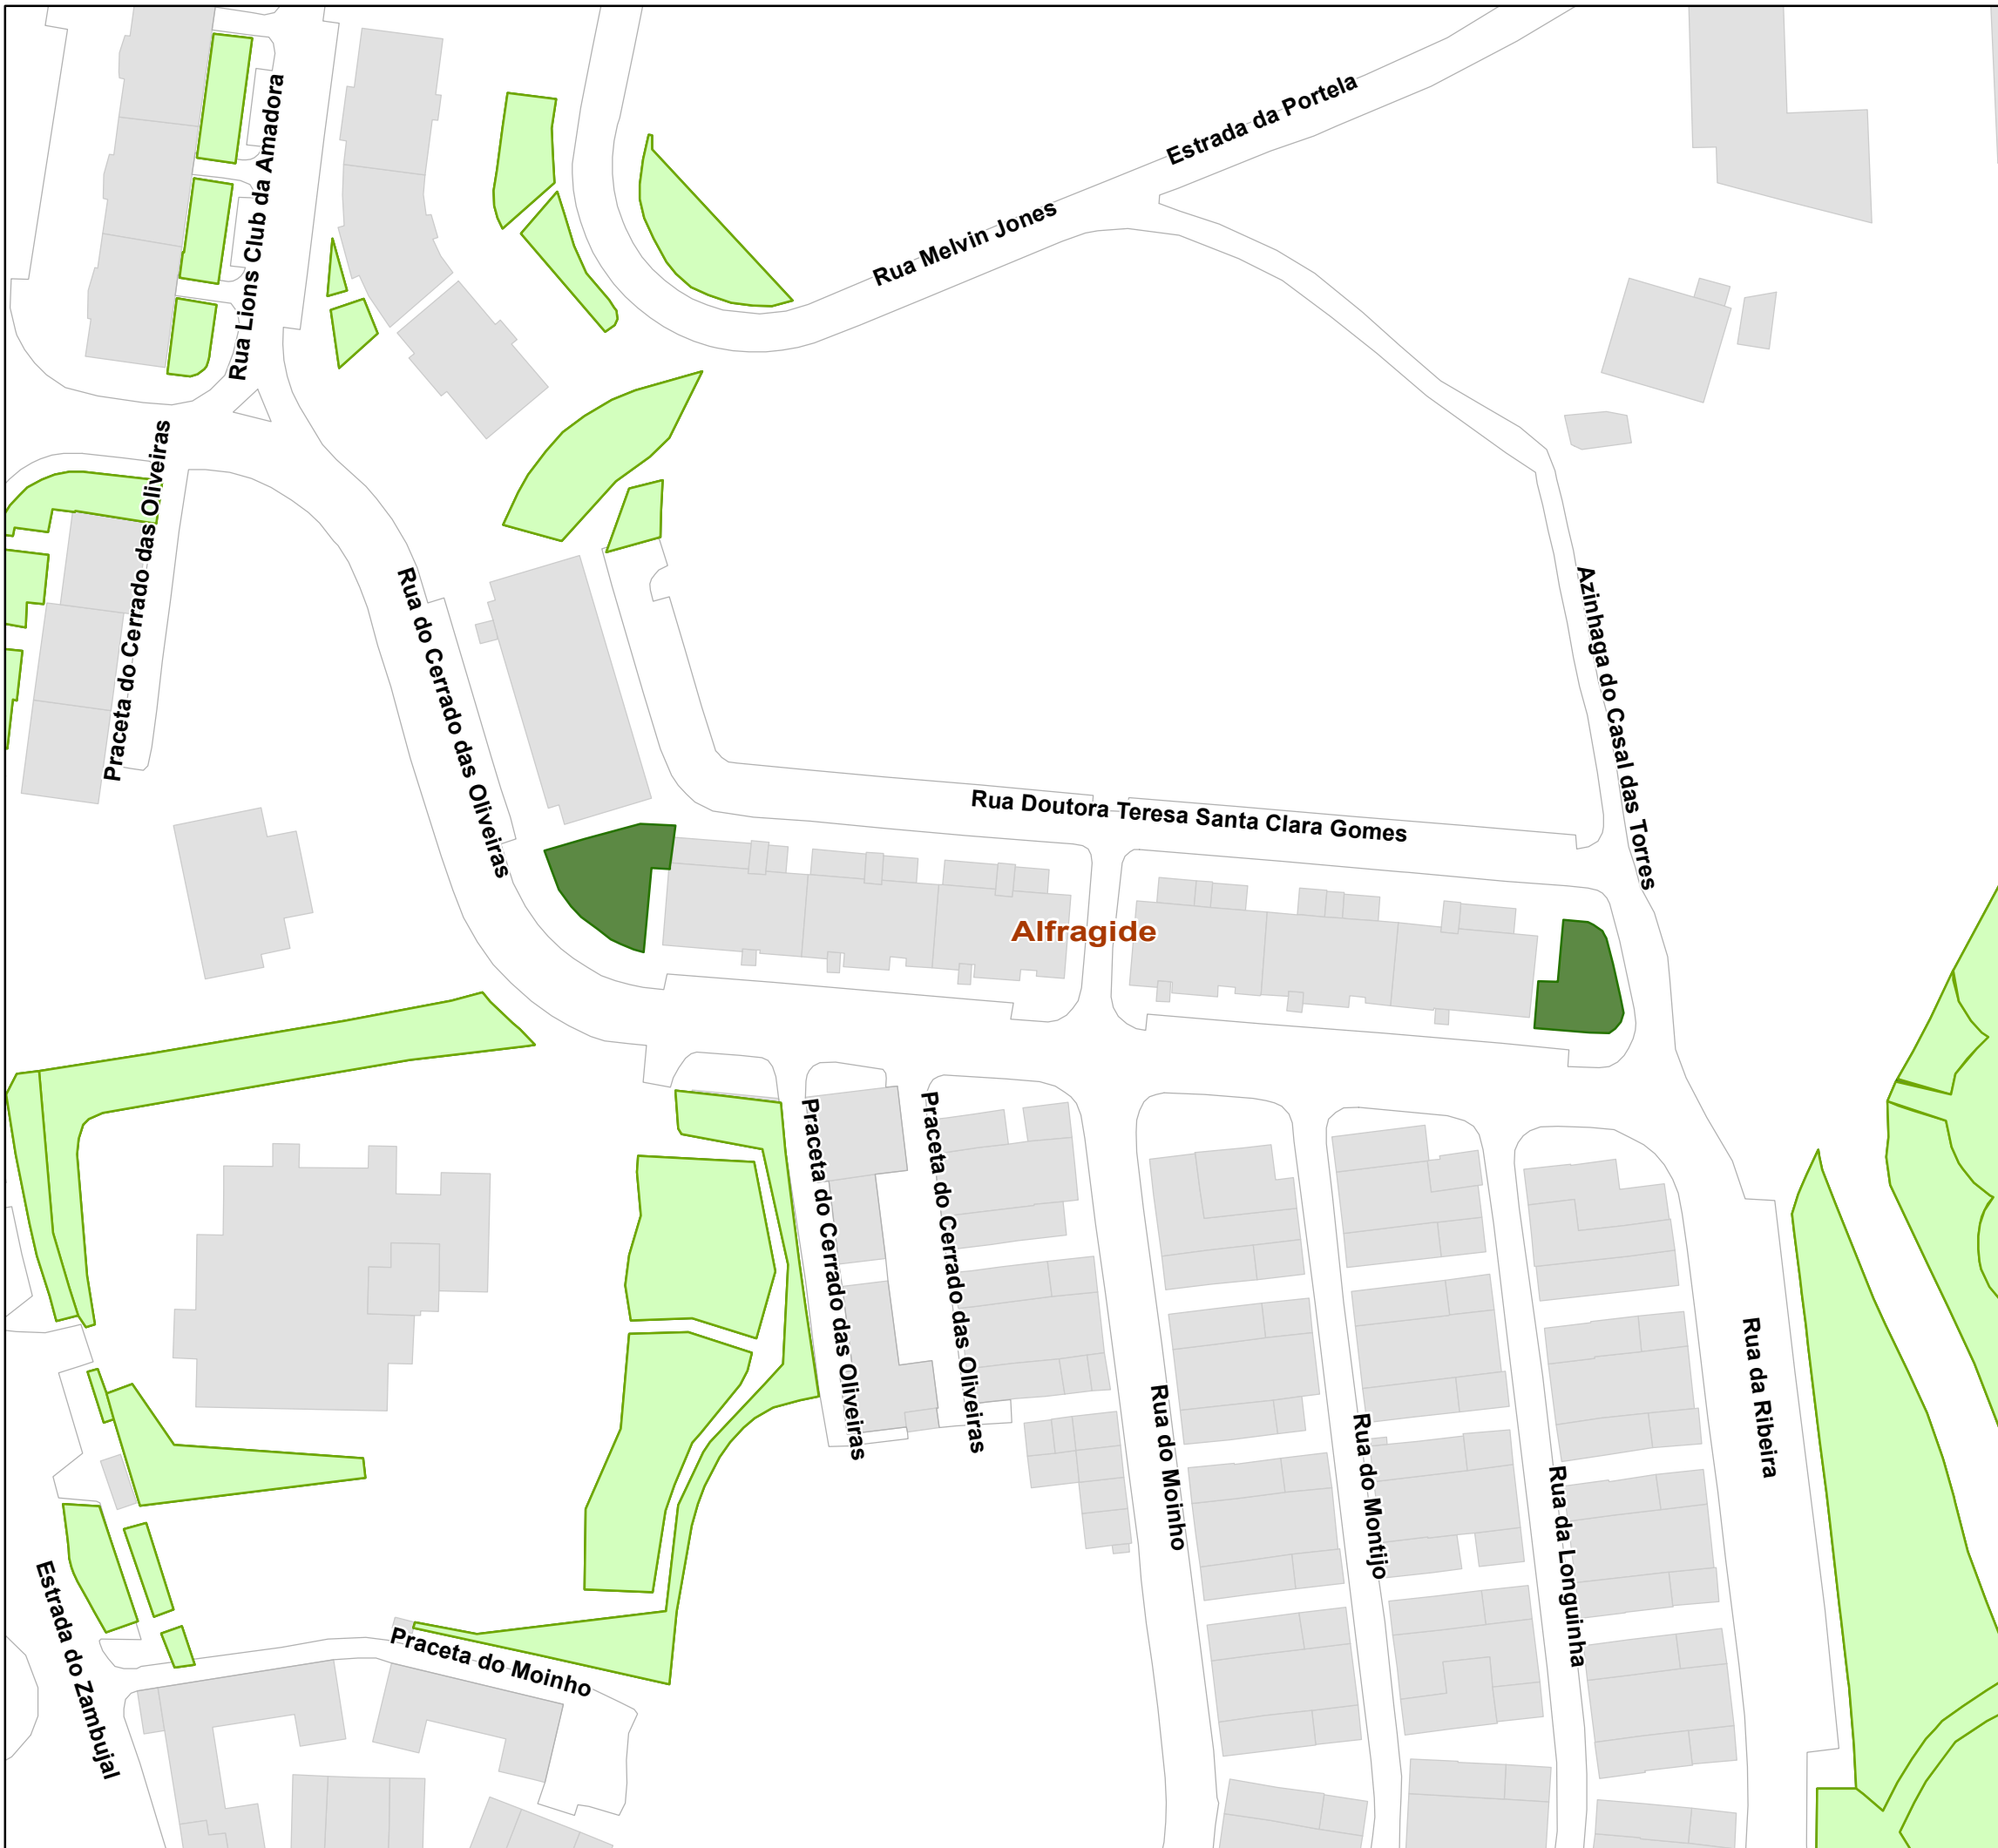 Rua Lions Club da Amadora
Estrada da Portela
Rua Melvin Jones
Praceta do Cerrado das Oliveiras
Rua do Cerrado das Oliveiras
Azinhaga do Casal das Torres
Rua Doutora Teresa Santa Clara Gomes
Alfragide
Praceta do Cerrado das Oliveiras
Praceta do Cerrado das Oliveiras
Rua do Moinho
Rua do Montijo
Rua da Longuinha
Rua da Ribeira
Estrada do Zambujal
Praceta do Moinho